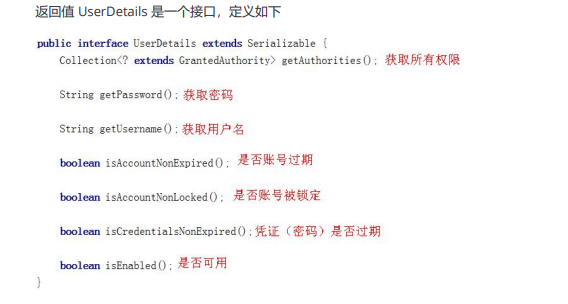 返回值 UserDetails 是一个接口，定义如下
public interface UserDetails extends Serializable {
Collection<? extends GrantedAuthority> getAuthorities(); 获取所有权限
String getPassword(); 获取密码
String getUsername(); 获取用户名
boolean isAccountNonExpired(); 是否账号过期
boolean isAccountNonLocked(); 是否账号被锁定
boolean isCredentialsNonExpired(); 凭证（密码）是否过期
boolean isEnabled(); 是否可用
}